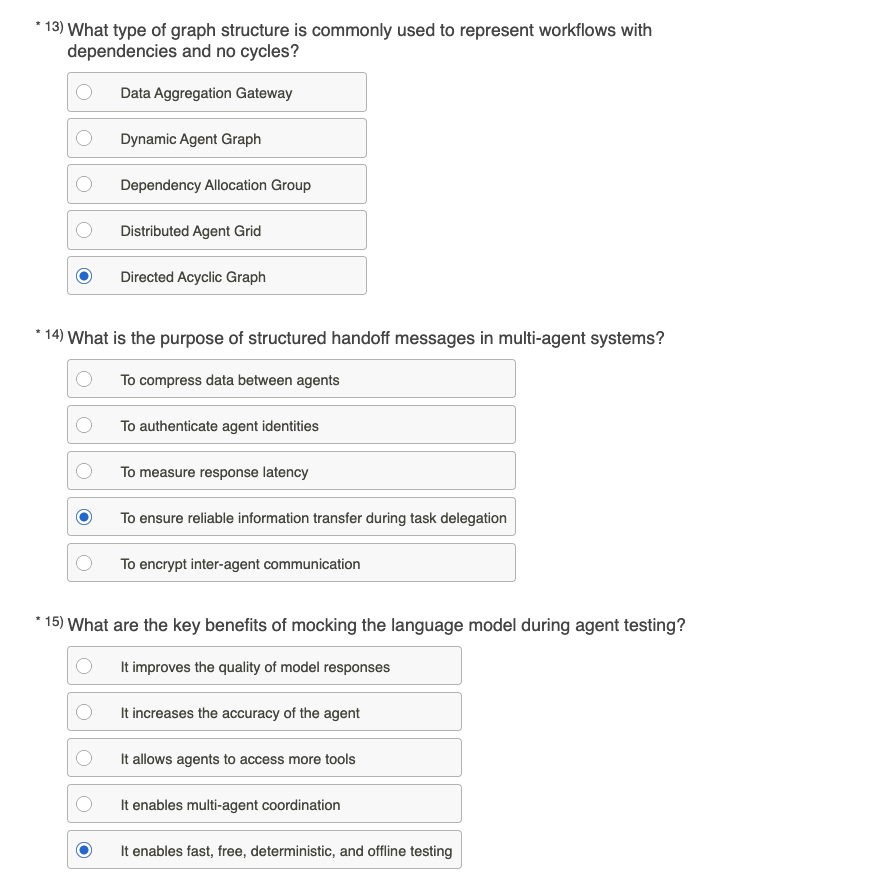 * 13) What type of graph structure is commonly used to represent workflows with
dependencies and no cycles?
Data Aggregation Gateway
Dynamic Agent Graph
Dependency Allocation Group
Distributed Agent Grid
Directed Acyclic Graph
* 14) What is the purpose of structured handoff messages in multi-agent systems?
To compress data between agents
To authenticate agent identities
To measure response latency
To ensure reliable information transfer during task delegation
To encrypt inter-agent communication
* 15) What are the key benefits of mocking the language model during agent testing?
It improves the quality of model responses
It increases the accuracy of the agent
It allows agents to access more tools
It enables multi-agent coordination
It enables fast, free, deterministic, and offline testing